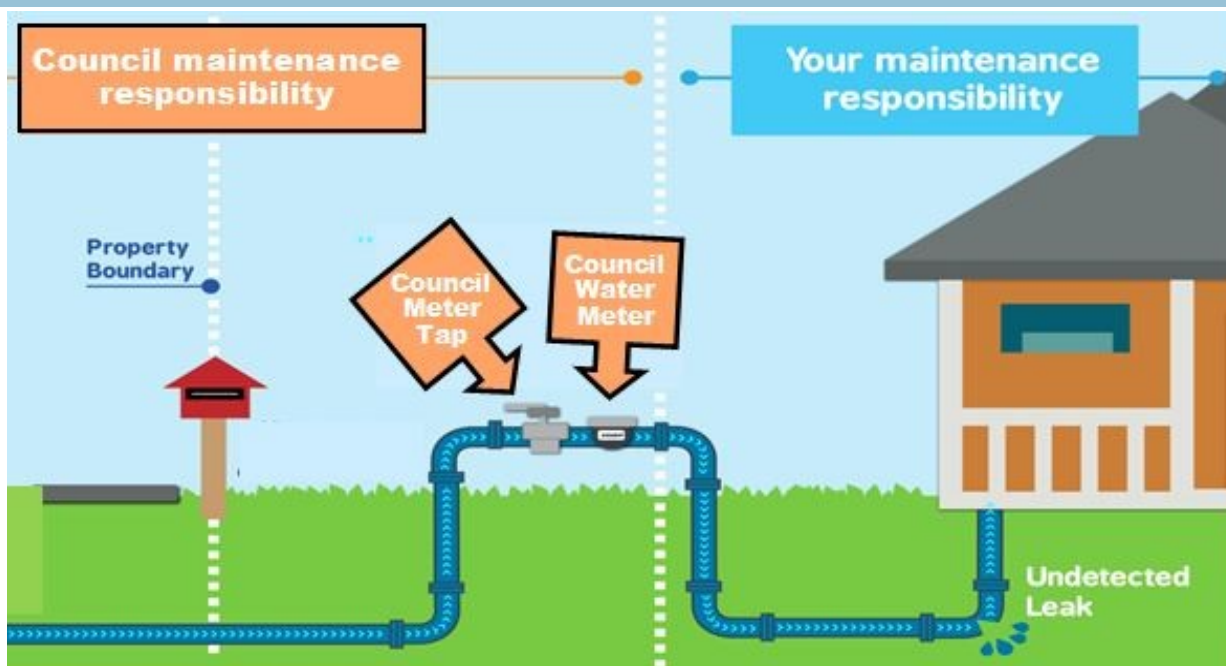 Council maintenance
responsibility
Your maintenance
responsibility
Property
Boundary
Council
Meter
Tap
Council
Water
Meter
Undetected
Leak